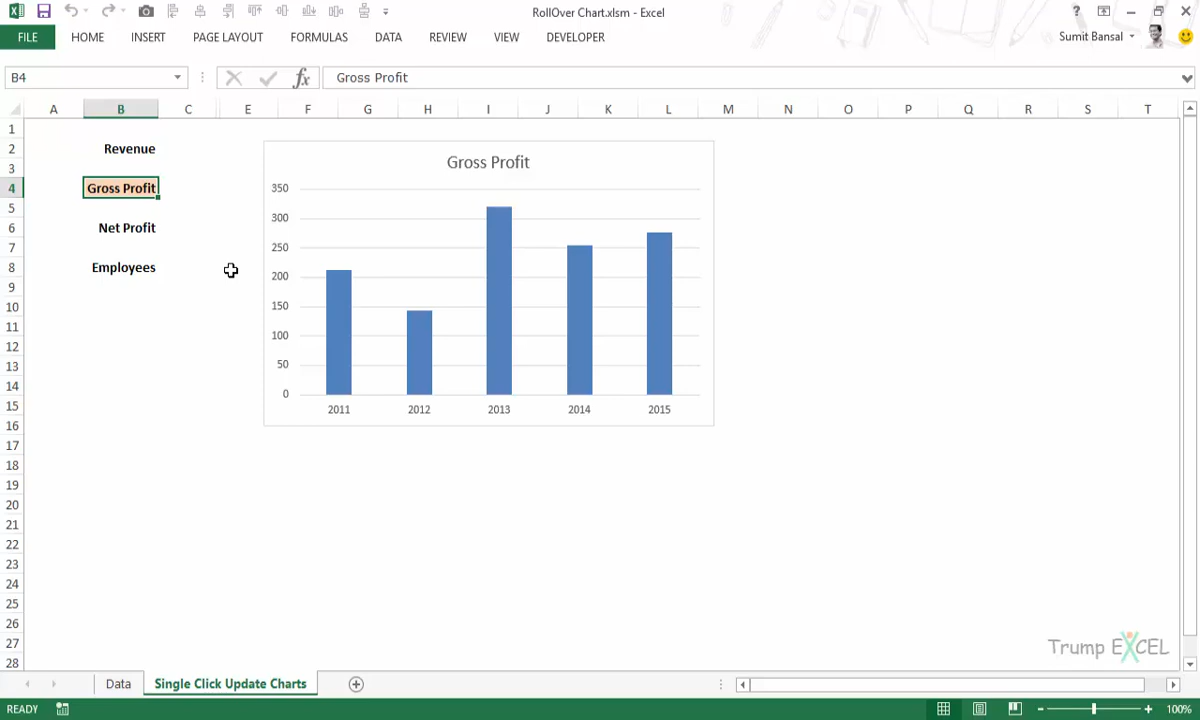 RollOver Chart.xlsm - Excel
?
FILE HOME INSERT PAGE LAYOUT FORMULAS DATA REVIEW VIEW DEVELOPER Sumit Bansal
B4 fx Gross Profit
A B C E F G H I J K L M N O P Q R S T
1
2 Revenue
3
4 Gross Profit
5
6 Net Profit
7
8 Employees
9
10
11
12
13
14
15
16
17
18
19
20
21
22
23
24
25
26
27
28
Gross Profit
350
300
250
200
150
100
50
0
2011 2012 2013 2014 2015
Trump EXCEL
Data Single Click Update Charts
READY 100%